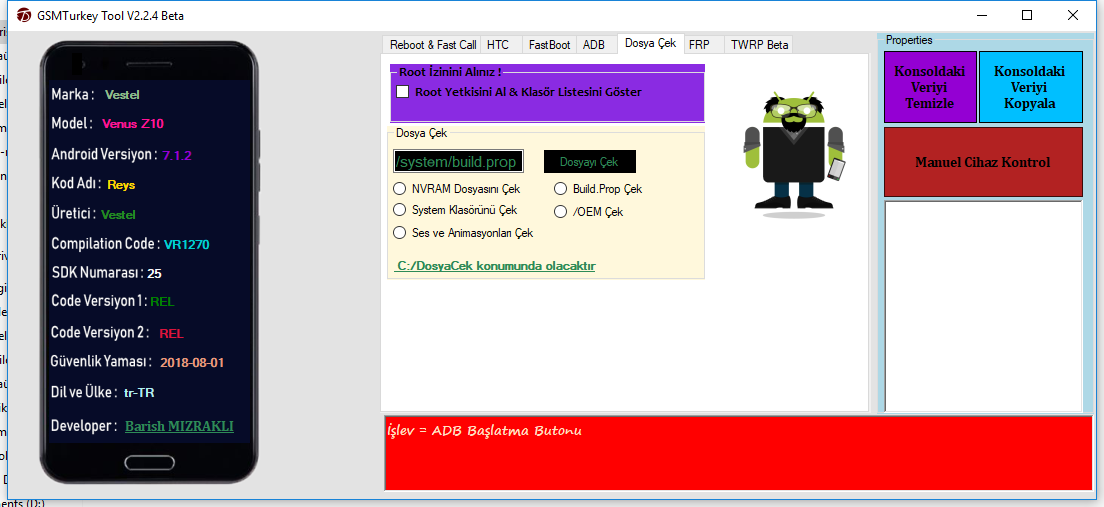 GSMTurkey Tool V2.2.4 Beta
Marka : Vestel
Model : Venus Z10
Android Versiyon : 7.1.2
Kod Adı : Reys
Üretici : Vestel
Compilation Code : VR1270
SDK Numarası : 25
Code Versiyon 1 : REL
Code Versiyon 2 : REL
Güvenlik Yaması : 2018-08-01
Dil ve Ülke : tr-TR
Developer : Barish MIZRAKLI
Reboot & Fast Call HTC FastBoot ADB Dosya Çek FRP TWRP Beta
Root İzinini Alınız !
Root Yetkisini Al & Klasör Listesini Göster
Dosya Çek
/system/build.prop Dosyayı Çek
NVRAM Dosyasını Çek Build.Prop Çek
System Klasörünü Çek /OEM Çek
Ses ve Animasyonları Çek
C:/DosyaCek konumunda olacaktır
Properties
Konsoldaki
Veriyi
Temizle
Konsoldaki
Veriyi
Kopyala
Manuel Cihaz Kontrol
İşlev = ADB Başlatma Butonu
ents (D:)